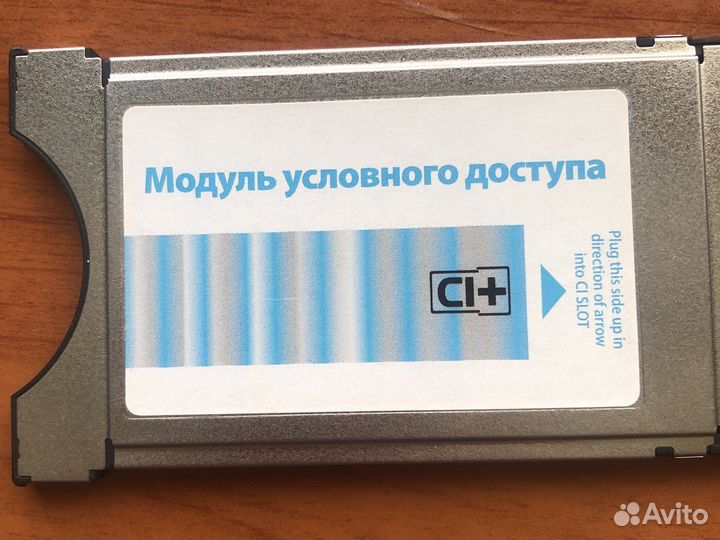 Модуль условного доступа
CI+
Plug this side up in
direction of arrow
into CI SLOT
Avito